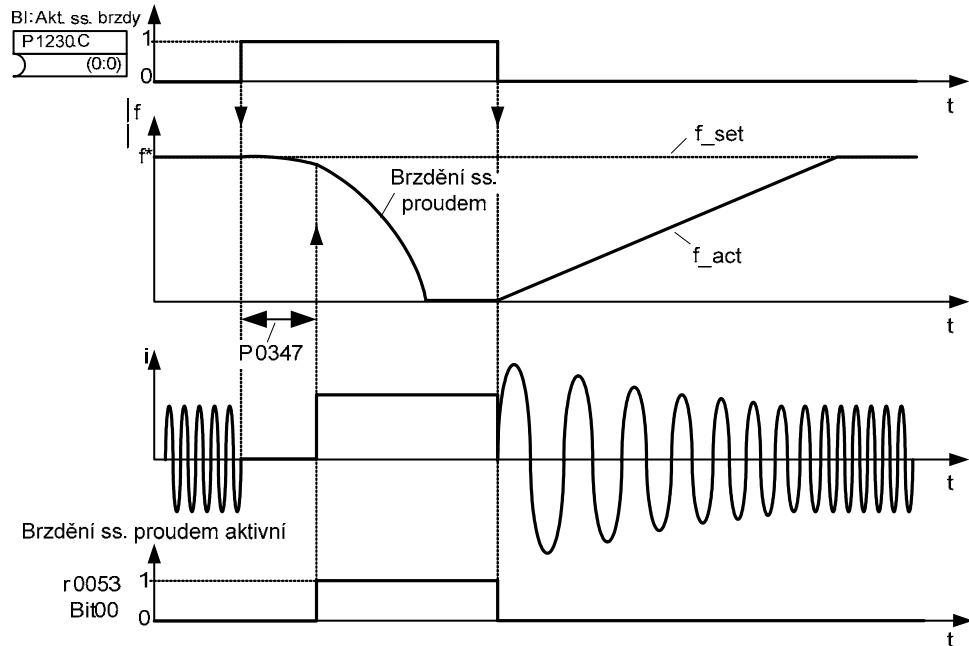 BI:Akt. ss. brzdy
P1230.C
(0:0)
1
0
t
|f|
f*
f_set
Brzdění ss.
proudem
f_act
t
P0347
i
t
Brzdění ss. proudem aktivní
r0053
Bit00
1
0
t